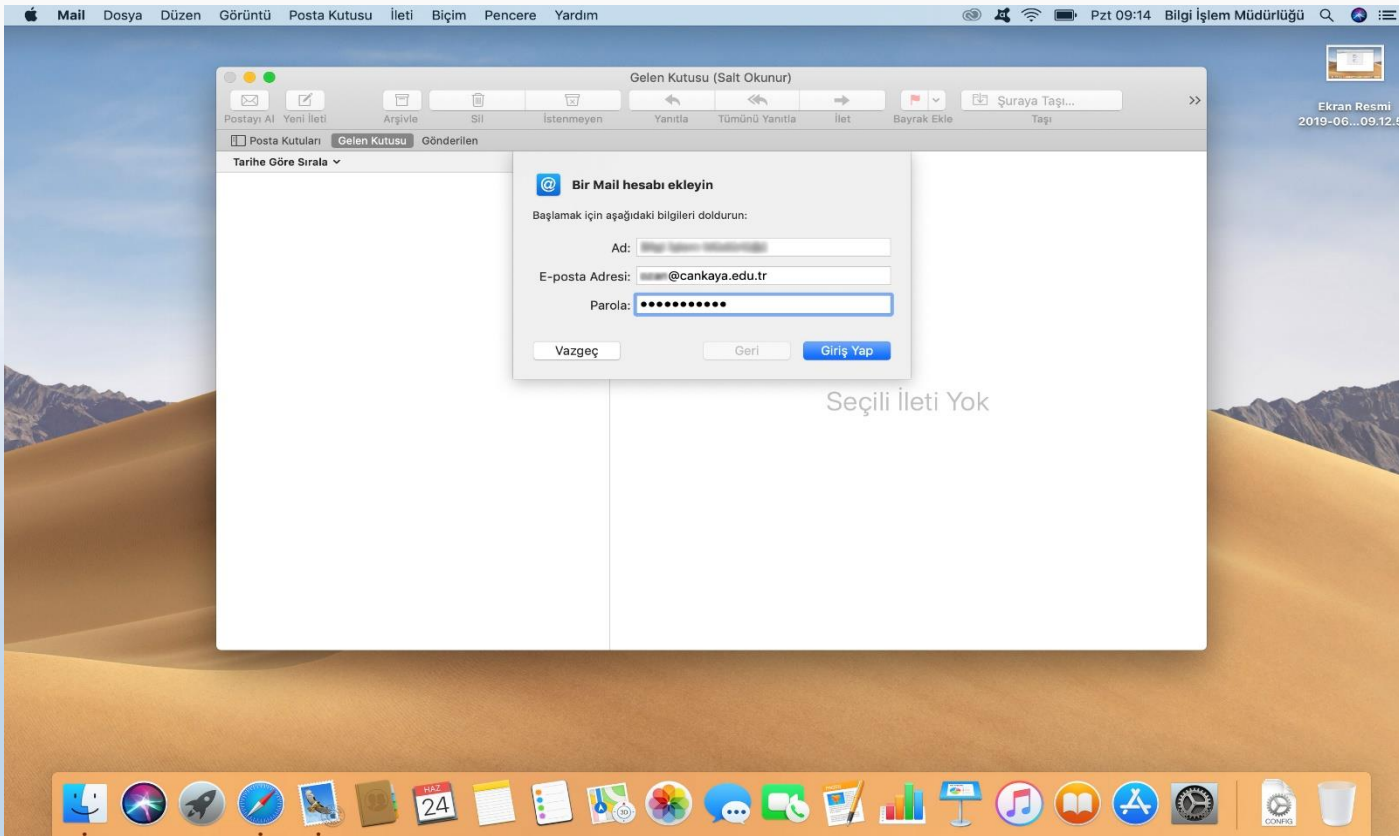 Mail Dosya Düzen Görüntü Posta Kutusu İleti Biçim Pencere Yardım Pzt 09:14 Bilgi İşlem Müdürlüğü
Gelen Kutusu (Salt Okunur)
Şuraya Taşı...
Postayı Al Yeni İleti Arşivle Sil İstenmeyen Yanıtla Tümünü Yanıtla İlet Bayrak Ekle Taşı
Posta Kutuları Gelen Kutusu Gönderilen
Tarihe Göre Sırala
Ekran Resmi
2019-06...09.12.5
@ Bir Mail hesabı ekleyin
Başlamak için aşağıdaki bilgileri doldurun:
Ad:
E-posta Adresi: @cankaya.edu.tr
Parola: •••••••••••
Vazgeç Geri Giriş Yap
Seçili İleti Yok
HAZ
24
3D
CONFIG